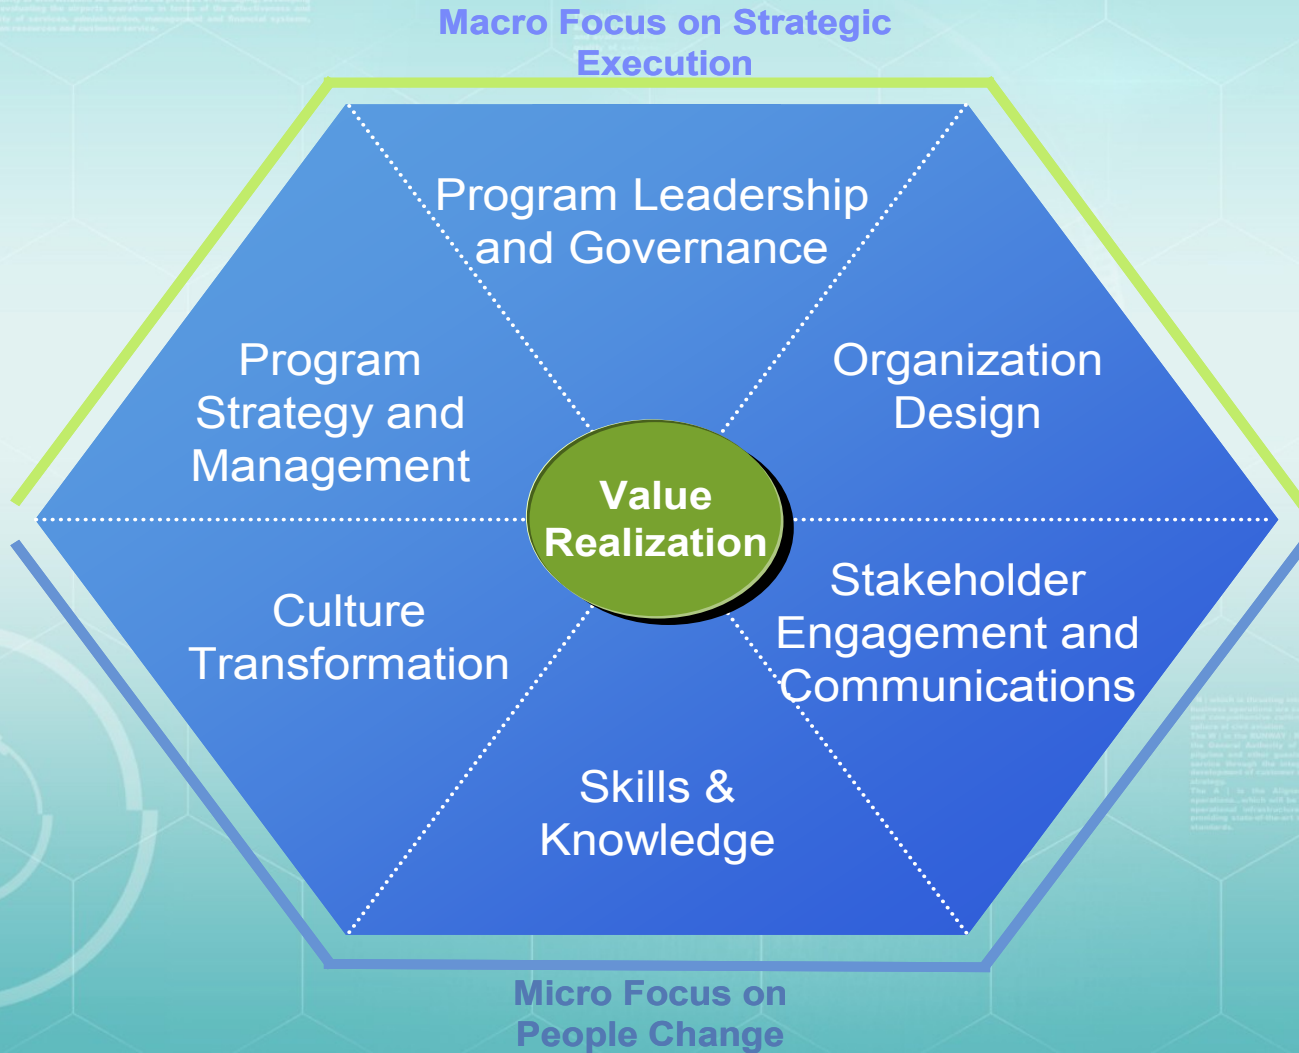 Macro Focus on Strategic
Execution
Program Leadership
and Governance
Program
Strategy and
Management
Organization
Design
Value
Realization
Culture
Transformation
Stakeholder
Engagement and
Communications
Skills &
Knowledge
Micro Focus on
People Change